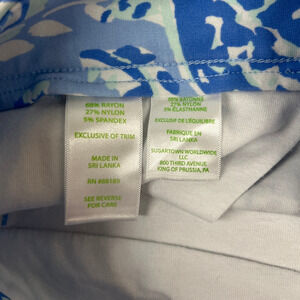 68% RAYON
27% NYLON
5% SPANDEX
EXCLUSIVE OF TRIM
MADE IN
SRI LANKA
RN #88189
SEE REVERSE
FOR CARE
68% RAYONNE
27% NYLON
5% ÉLASTHANNE
EXCLUSIF DE L'ÉQUILIBRE
FABRIQUE EN
SRI LANKA
SUGARTOWN WORLDWIDE
LLC.
800 THIRD AVENUE,
KING OF PRUSSIA, PA